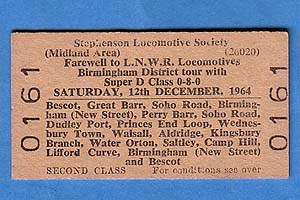 Stephenson Locomotive Society
(Midland Area) (26020)
Farewell to L.N.W.R. Locomotives
Birmingham District tour with
Super D Class 0-8-0
SATURDAY, 12th DECEMBER, 1964
Bescot, Great Barr, Soho Road, Birming-
ham (New Street), Perry Barr, Soho Road,
Dudley Port, Princes End Loop, Wednes-
bury Town, Walsall, Aldridge, Kingsbury
Branch, Water Orton, Saltley, Camp Hill,
Lifford Curve, Birmingham (New Street)
and Bescot
SECOND CLASS For conditions see over
0161
0161